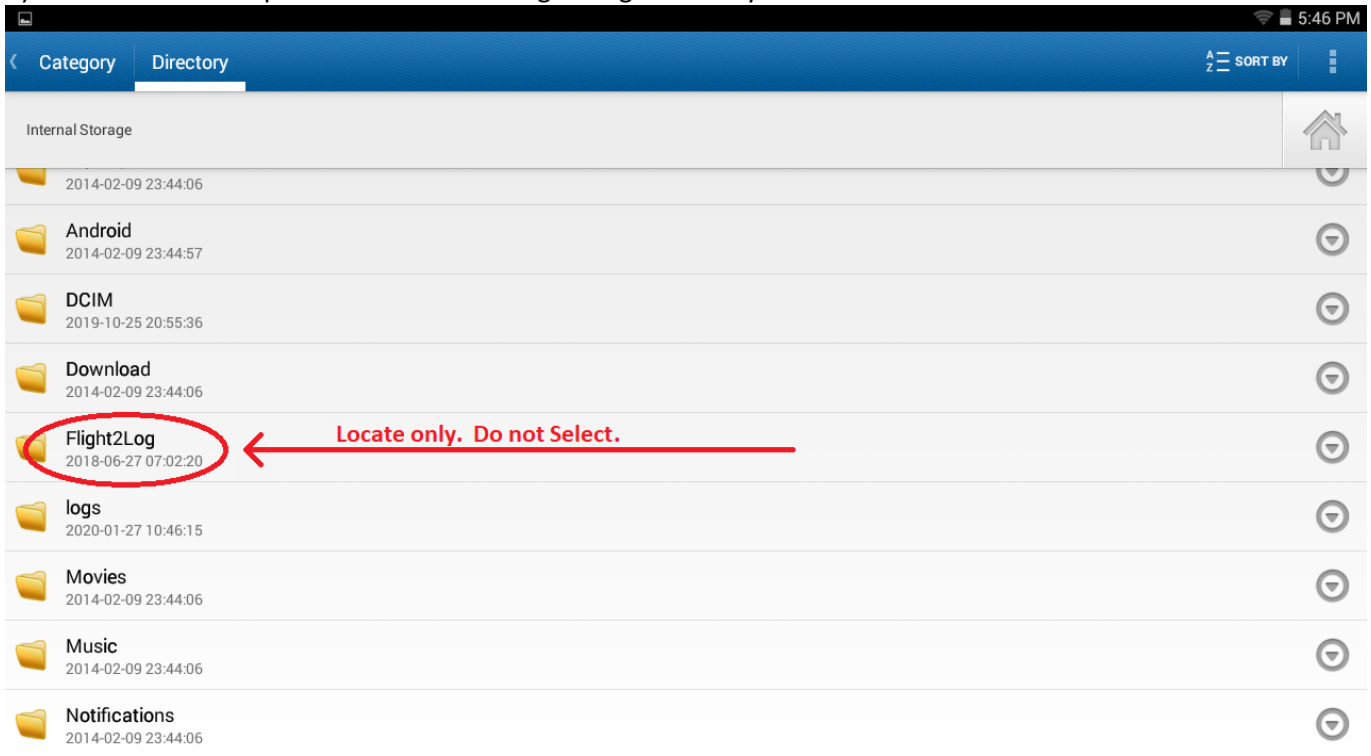 5:46 PM
Category Directory
A Z SORT BY
Internal Storage
2014-02-09 23:44:06
Android
2014-02-09 23:44:57
DCIM
2019-10-25 20:55:36
Download
2014-02-09 23:44:06
Flight2Log
2018-06-27 07:02:20
Locate only. Do not Select.
logs
2020-01-27 10:46:15
Movies
2014-02-09 23:44:06
Music
2014-02-09 23:44:06
Notifications
2014-02-09 23:44:06